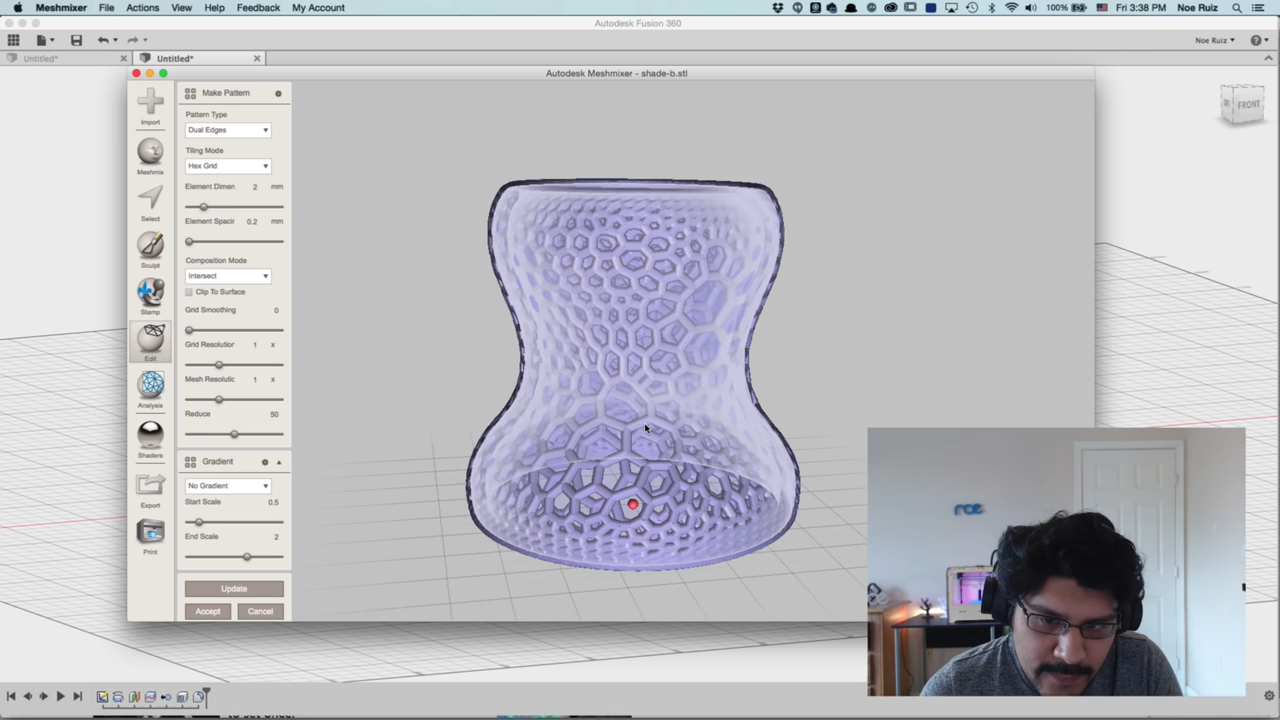 Meshmixer File Actions View Help Feedback My Account 100% Fri 3:38 PM Noe Ruiz
Autodesk Fusion 360
Noe Ruiz
Untitled* Untitled*
Autodesk Meshmixer - shade-b.stl
FRONT
Import
Meshmix
Select
Sculpt
Stamp
Edit
Analysis
Shaders
Export
Print
Make Pattern
Pattern Type
Dual Edges
Tiling Mode
Hex Grid
Element Dimen 2 mm
Element Spacir 0.2 mm
Composition Mode
Intersect
Clip To Surface
Grid Smoothing 0
Grid Resolutior 1 x
Mesh Resolutic 1 x
Reduce 50
Gradient
No Gradient
Start Scale 0.5
End Scale 2
Update
Accept Cancel